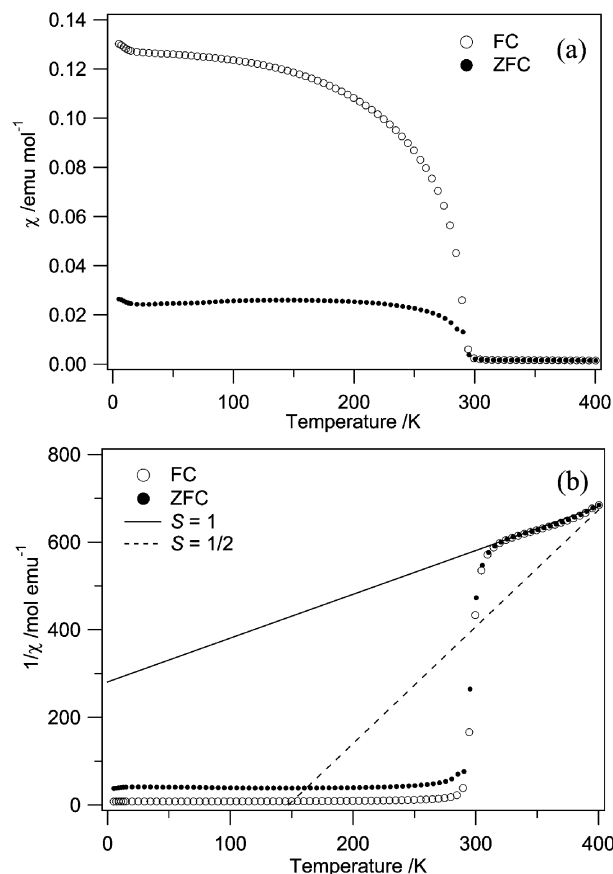 0.14
0.12
0.10
0.08
0.06
0.04
0.02
0.00
χ /emu mol⁻¹
FC
ZFC
(a)
0 100 200 300 400
Temperature /K
800
600
400
200
0
1/χ /mol emu⁻¹
FC
ZFC
S = 1
S = 1/2
(b)
0 100 200 300 400
Temperature /K